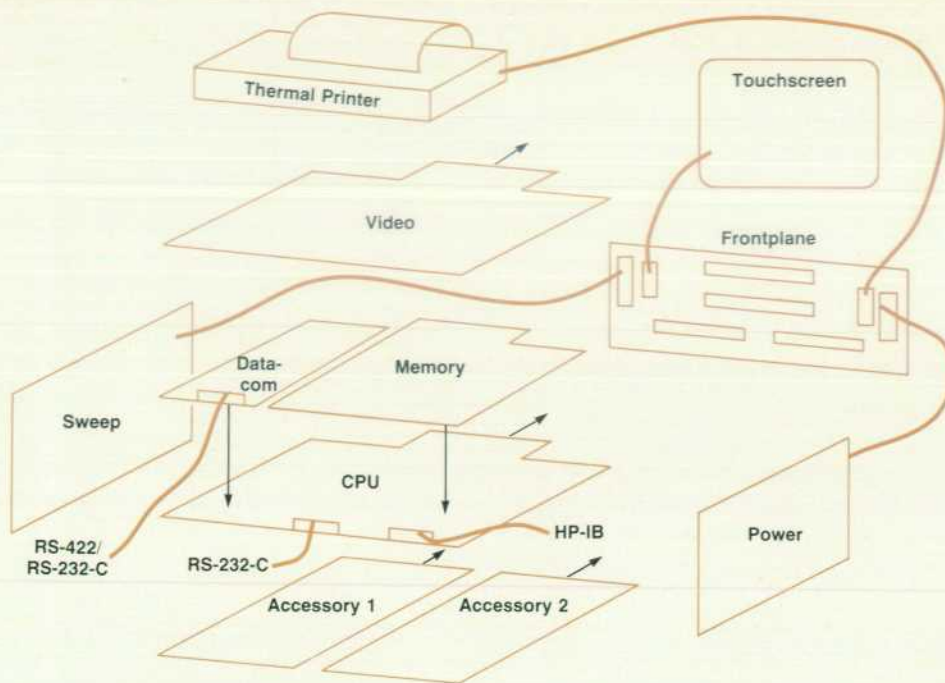 Thermal Printer
Touchscreen
Video
Frontplane
Data-
com
Memory
Sweep
CPU
RS-422/
RS-232-C
RS-232-C
HP-IB
Power
Accessory 1
Accessory 2